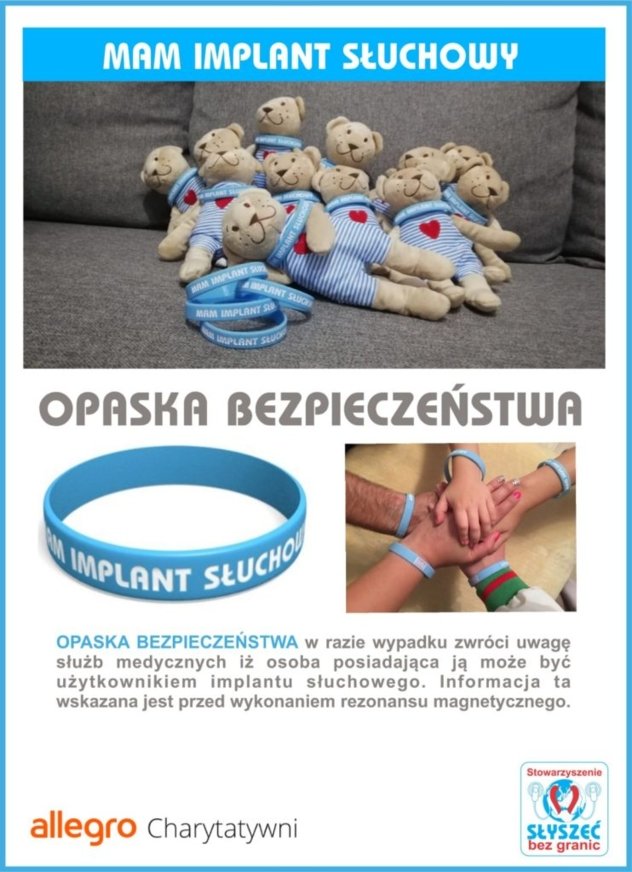 MAM IMPLANT SŁUCHOWY
MAM IMPLANT SŁUCH
MAM IMPLANT
OPASKA BEZPIECZEŃSTWA
MAM IMPLANT SŁUCHOW
OPASKA BEZPIECZEŃSTWA w razie wypadku zwróci uwagę
służb medycznych iż osoba posiadająca ją może być
użytkownikiem implantu słuchowego. Informacja ta
wskazana jest przed wykonaniem rezonansu magnetycznego.
allegro Charytatywni
Stowarzyszenie
SŁYSZEĆ
bez granic